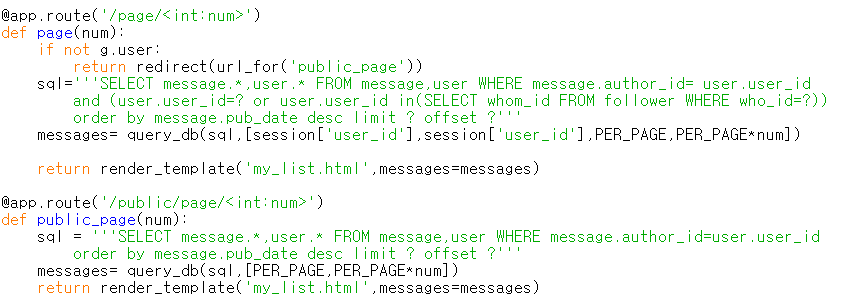 @app.route('/page/<int:num>')
def page(num):
    if not g.user:
        return redirect(url_for('public_page'))
    sql='''SELECT message.*,user.* FROM message,user WHERE message.author_id= user.user_id
        and (user.user_id=? or user.user_id in(SELECT whom_id FROM follower WHERE who_id=?))
        order by message.pub_date desc limit ? offset ?'''
    messages= query_db(sql,[session['user_id'],session['user_id'],PER_PAGE,PER_PAGE*num])

    return render_template('my_list.html',messages=messages)

@app.route('/public/page/<int:num>')
def public_page(num):
    sql = '''SELECT message.*,user.* FROM message,user WHERE message.author_id=user.user_id
        order by message.pub_date desc limit ? offset ?'''
    messages= query_db(sql,[PER_PAGE,PER_PAGE*num])
    return render_template('my_list.html',messages=messages)